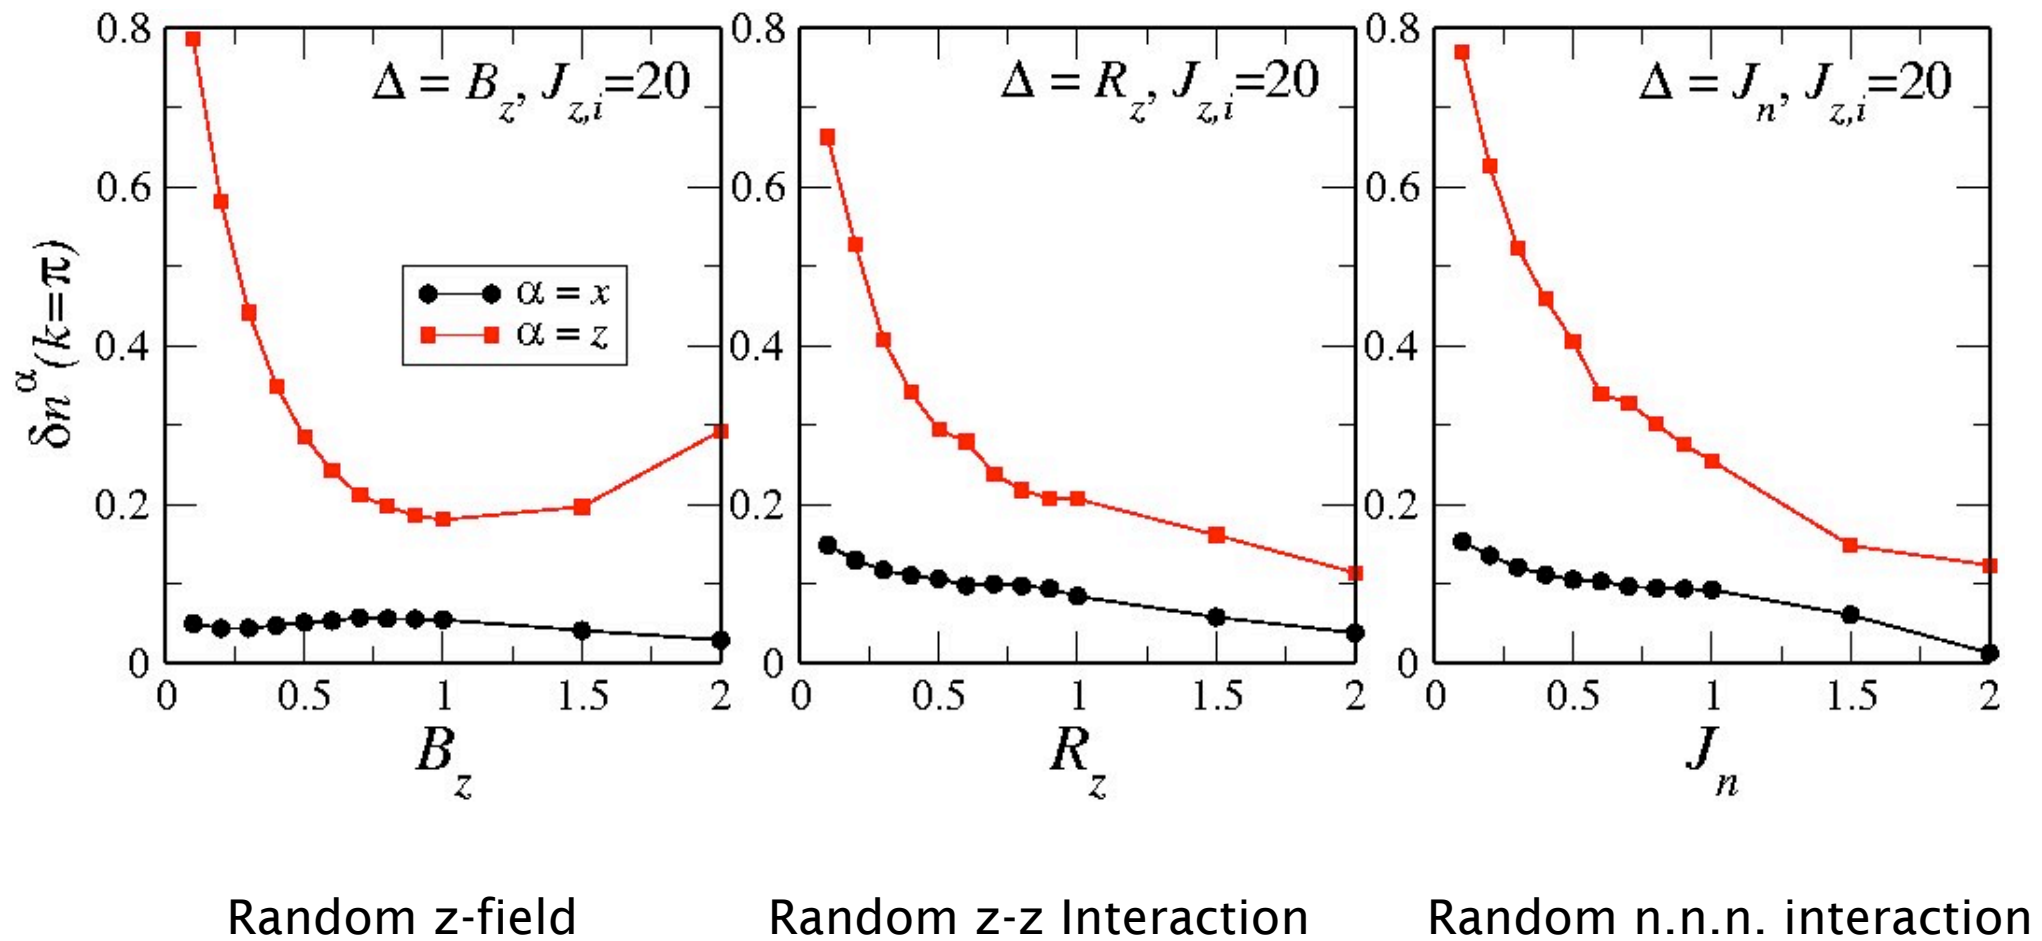 0.8
0.6
0.4
0.2
0
δn^α(k=π)
Δ = B_z, J_{z,i}=20
α = x
α = z
0 0.5 1 1.5 2
B_z
0.8
0.6
0.4
0.2
0
Δ = R_z, J_{z,i}=20
0 0.5 1 1.5 2
R_z
0.8
0.6
0.4
0.2
0
Δ = J_n, J_{z,i}=20
0 0.5 1 1.5 2
J_n
Random z-field
Random z-z Interaction
Random n.n.n. interaction